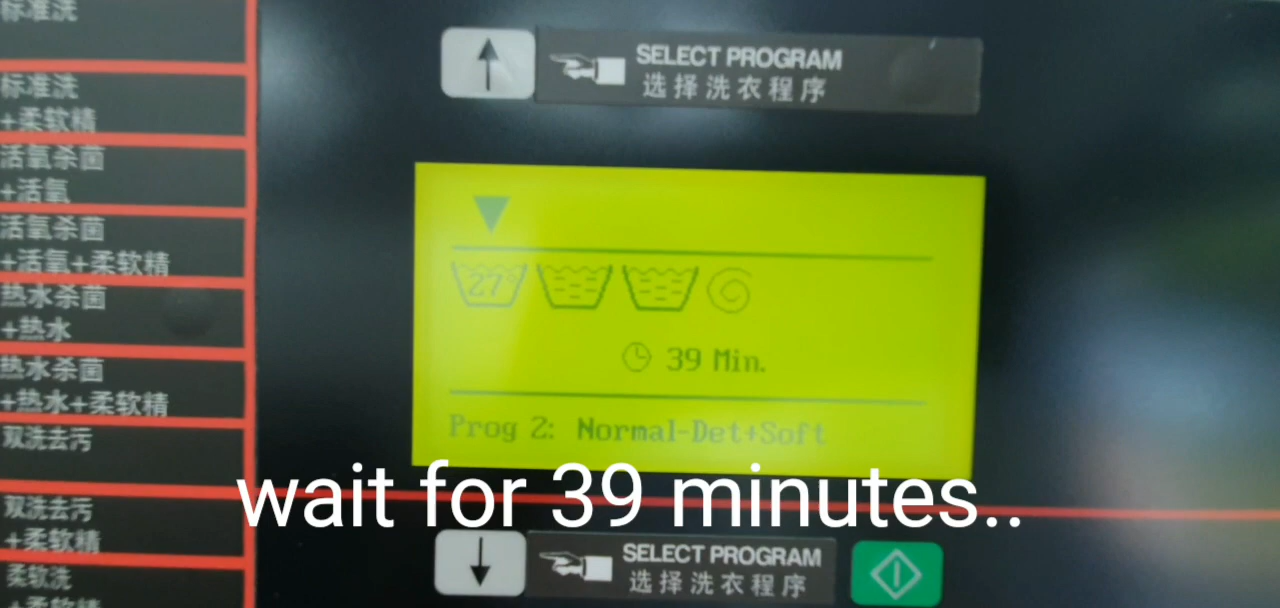 标准洗
SELECT PROGRAM
选择洗衣程序
标准洗
+柔软精
活氧杀菌
+活氧
活氧杀菌
+活氧+柔软精
热水杀菌
+热水
热水杀菌
+热水+柔软精
双洗去污
双洗去污
+柔软精
柔软洗
+柔软精
27°
39 Min.
Prog 2: Normal-Det+Soft
wait for 39 minutes..
SELECT PROGRAM
选择洗衣程序